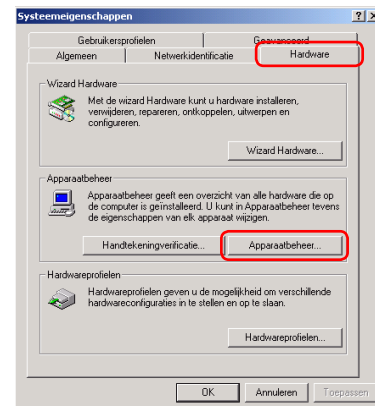 Systeemeigenschappen
Gebruikersprofielen
Geavanceerd
Algemeen
Netwerkidentificatie
Hardware
Wizard Hardware
Met de wizard Hardware kunt u hardware installeren,
verwijderen, repareren, ontkoppelen, uitwerpen en
configureren.
Wizard Hardware...
Apparaatbeheer
Apparaatbeheer geeft een overzicht van alle hardware die op
de computer is geïnstalleerd. U kunt in Apparaatbeheer tevens
de eigenschappen van elk apparaat wijzigen.
Handtekeningverificatie...
Apparaatbeheer...
Hardwareprofielen
Hardwareprofielen geven u de mogelijkheid om verschillende
hardwareconfiguraties in te stellen en op te slaan.
Hardwareprofielen...
OK
Annuleren
Toepassen